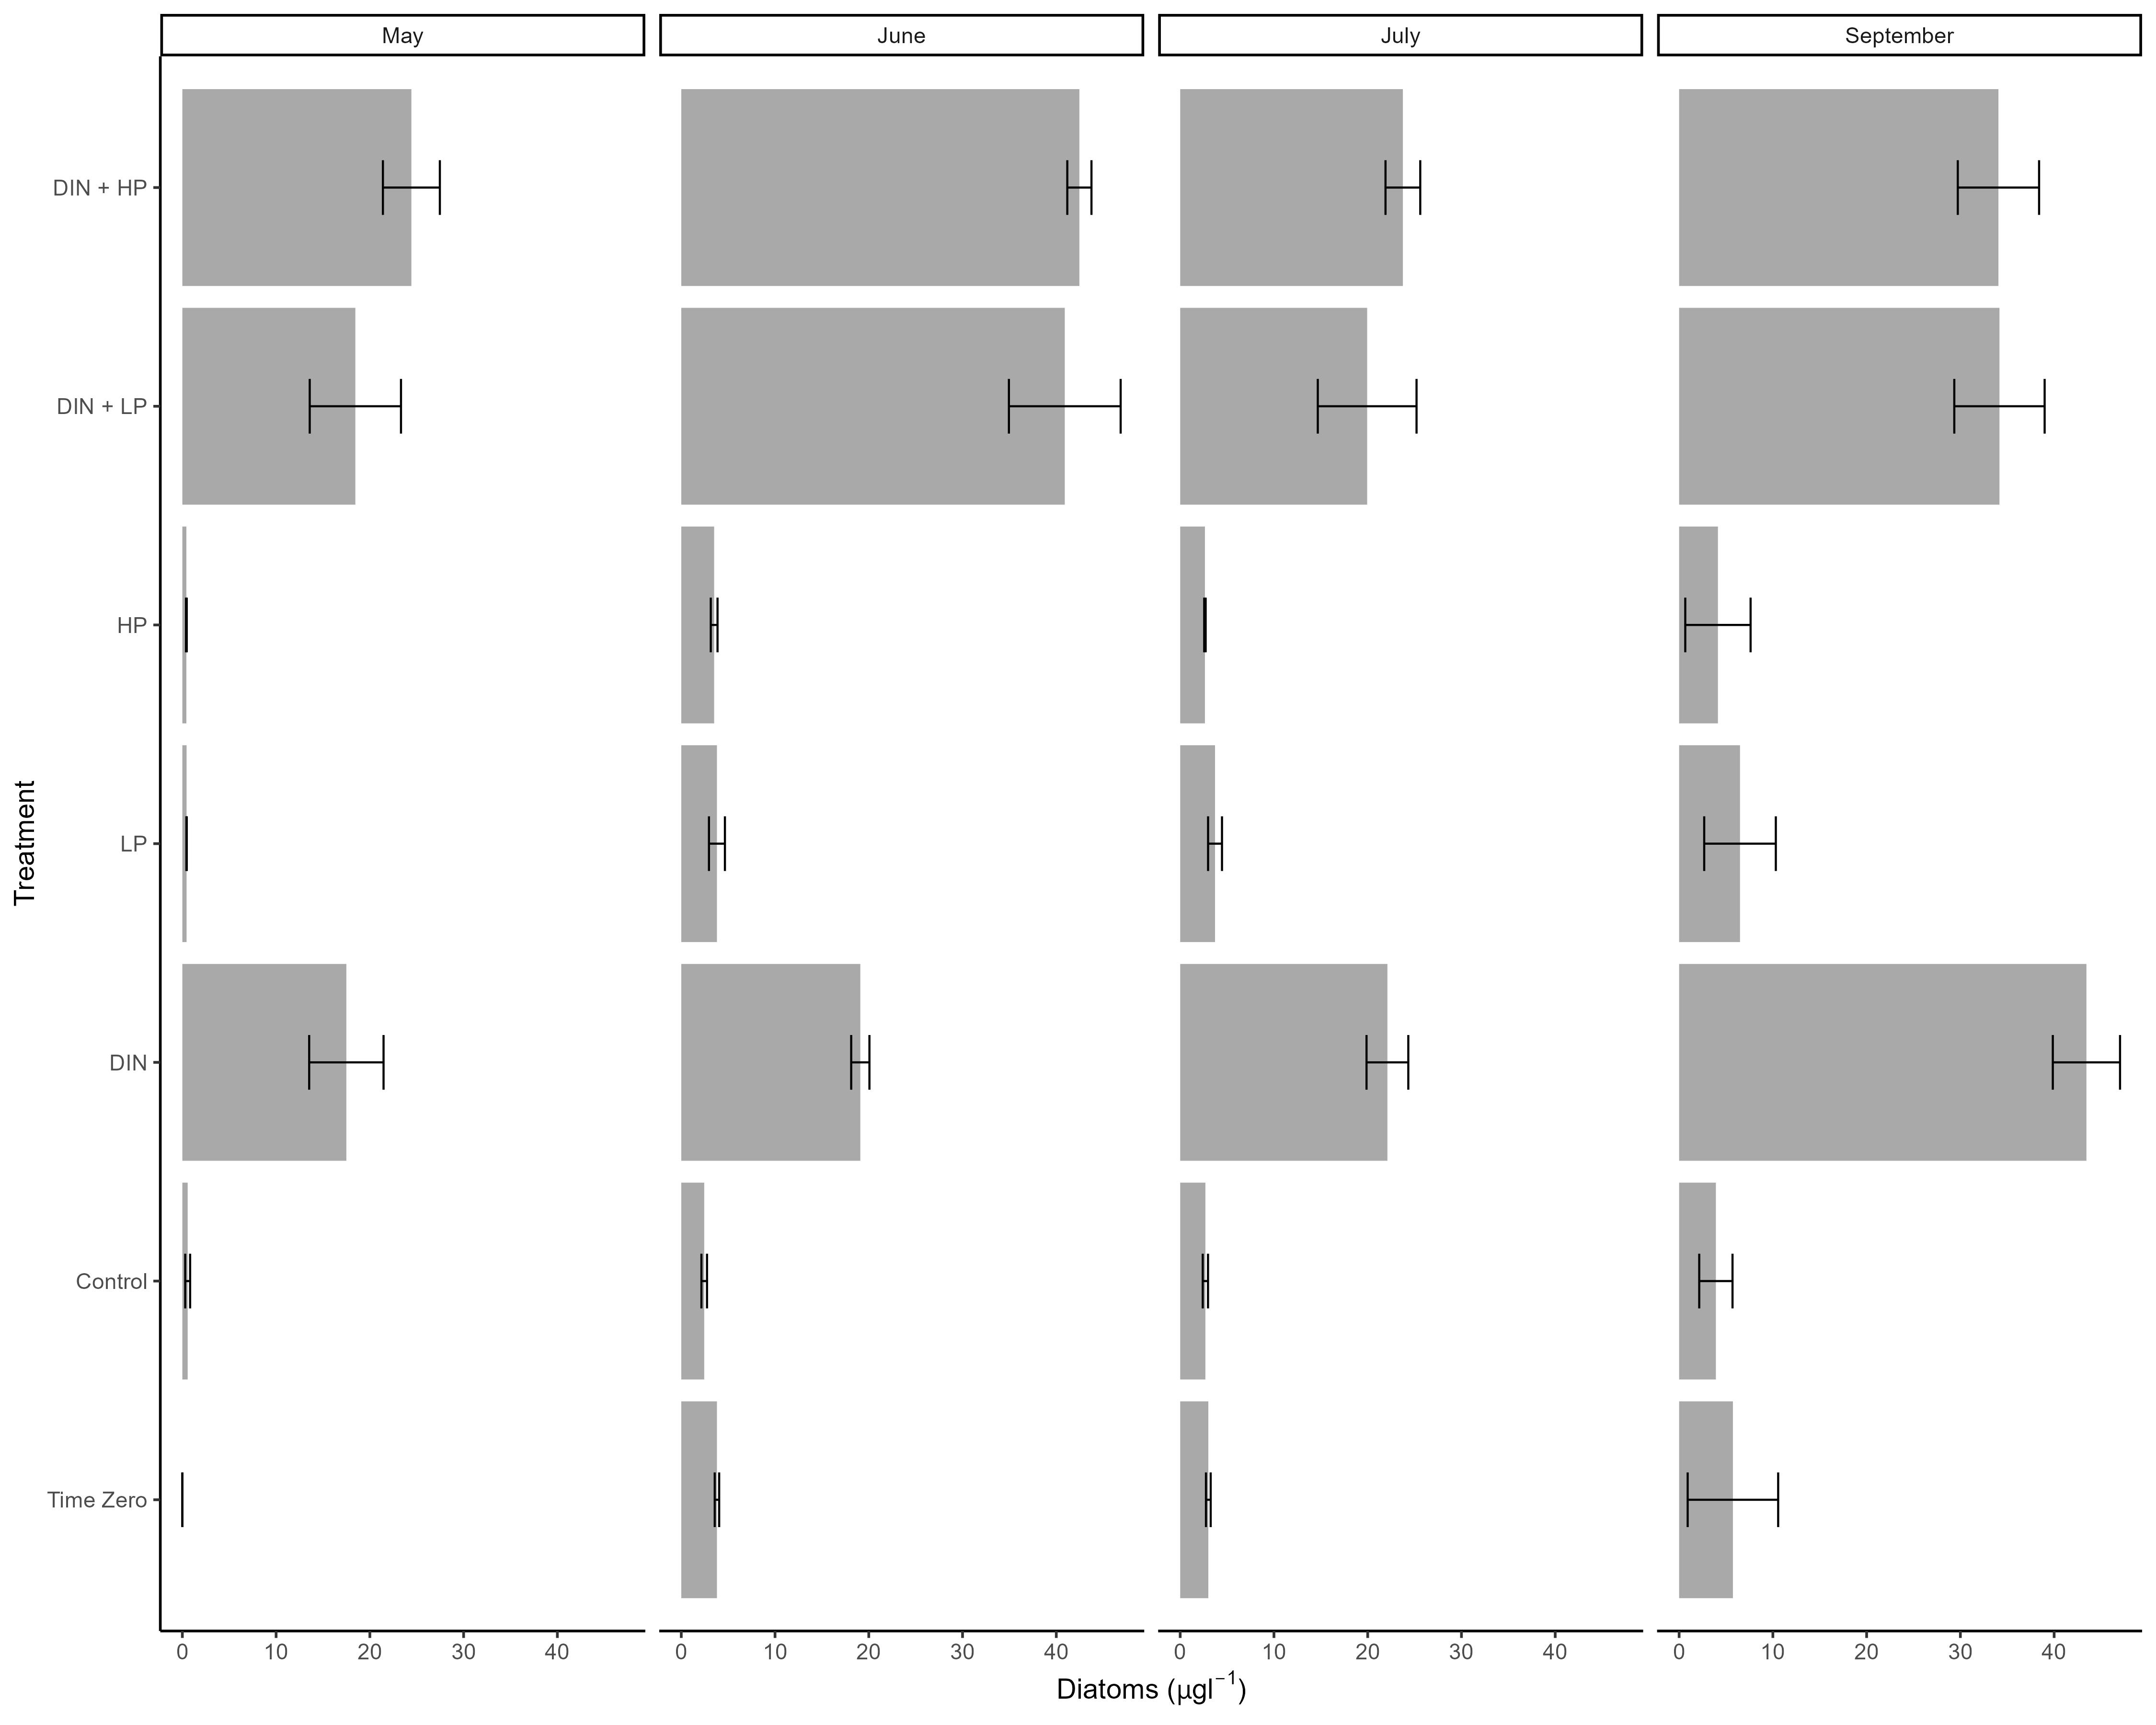 May June July September
DIN + HP
DIN + LP
HP
LP
DIN
Control
Time Zero
Treatment
0 10 20 30 40 0 10 20 30 40 0 10 20 30 40 0 10 20 30 40
Diatoms (µgl⁻¹)